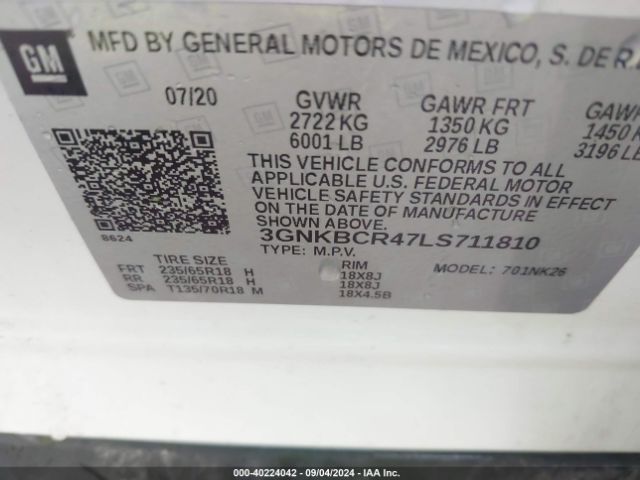 GM
MFD BY GENERAL MOTORS DE MEXICO, S. DE R.
07/20 GVWR GAWR FRT GAWR
2722 KG 1350 KG 1450
6001 LB 2976 LB 3196 LB
THIS VEHICLE CONFORMS TO ALL
APPLICABLE U.S. FEDERAL MOTOR
VEHICLE SAFETY STANDARDS IN EFFECT
ON THE DATE OF MANUFACTURE
SHOWN ABOVE
8624 3GNKBCR47LS711810
TYPE: M.P.V. MODEL: 701NK26
TIRE SIZE RIM
FRT 235/65R18 H 18X8J
RR 235/65R18 H 18X8J
SPA T135/70R18 M 18X4.5B
000-40224042 - 09/04/2024 - IAA Inc.